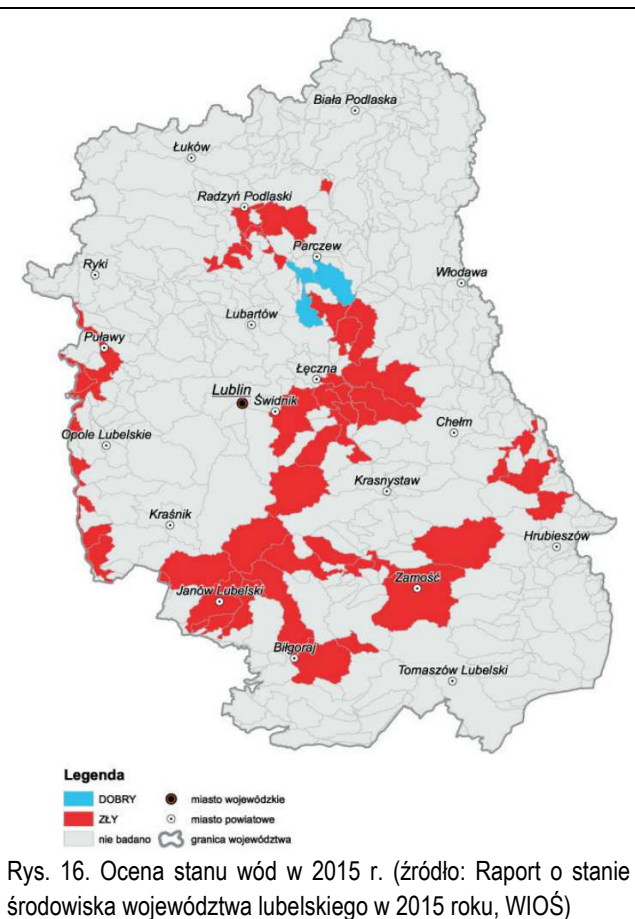 Biała Podlaska
Łuków
Radzyń Podlaski
Parczew
Ryki
Włodawa
Lubartów
Puławy
Łęczna
Lublin
Świdnik
Chełm
Opole Lubelskie
Krasnystaw
Kraśnik
Hrubieszów
Zamość
Janów Lubelski
Biłgoraj
Tomaszów Lubelski
Legenda
DOBRY miasto wojewódzkie
ZŁY miasto powiatowe
nie badano granica województwa
Rys. 16. Ocena stanu wód w 2015 r. (źródło: Raport o stanie
środowiska województwa lubelskiego w 2015 roku, WIOŚ)